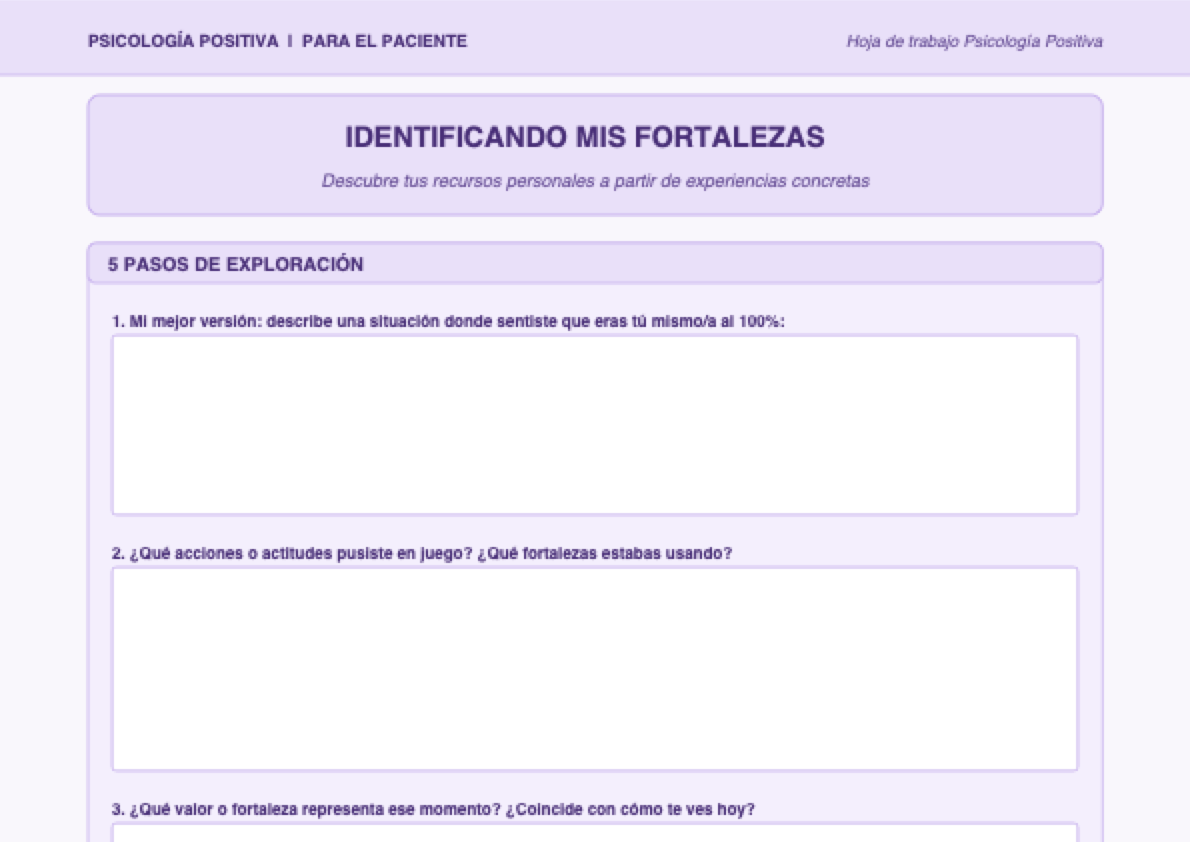 PSICOLOGÍA POSITIVA | PARA EL PACIENTE
Hoja de trabajo Psicología Positiva
IDENTIFICANDO MIS FORTALEZAS
Descubre tus recursos personales a partir de experiencias concretas
5 PASOS DE EXPLORACIÓN
1. Mi mejor versión: describe una situación donde sentiste que eras tú mismo/a al 100%:
2. ¿Qué acciones o actitudes pusiste en juego? ¿Qué fortalezas estabas usando?
3. ¿Qué valor o fortaleza representa ese momento? ¿Coincide con cómo te ves hoy?